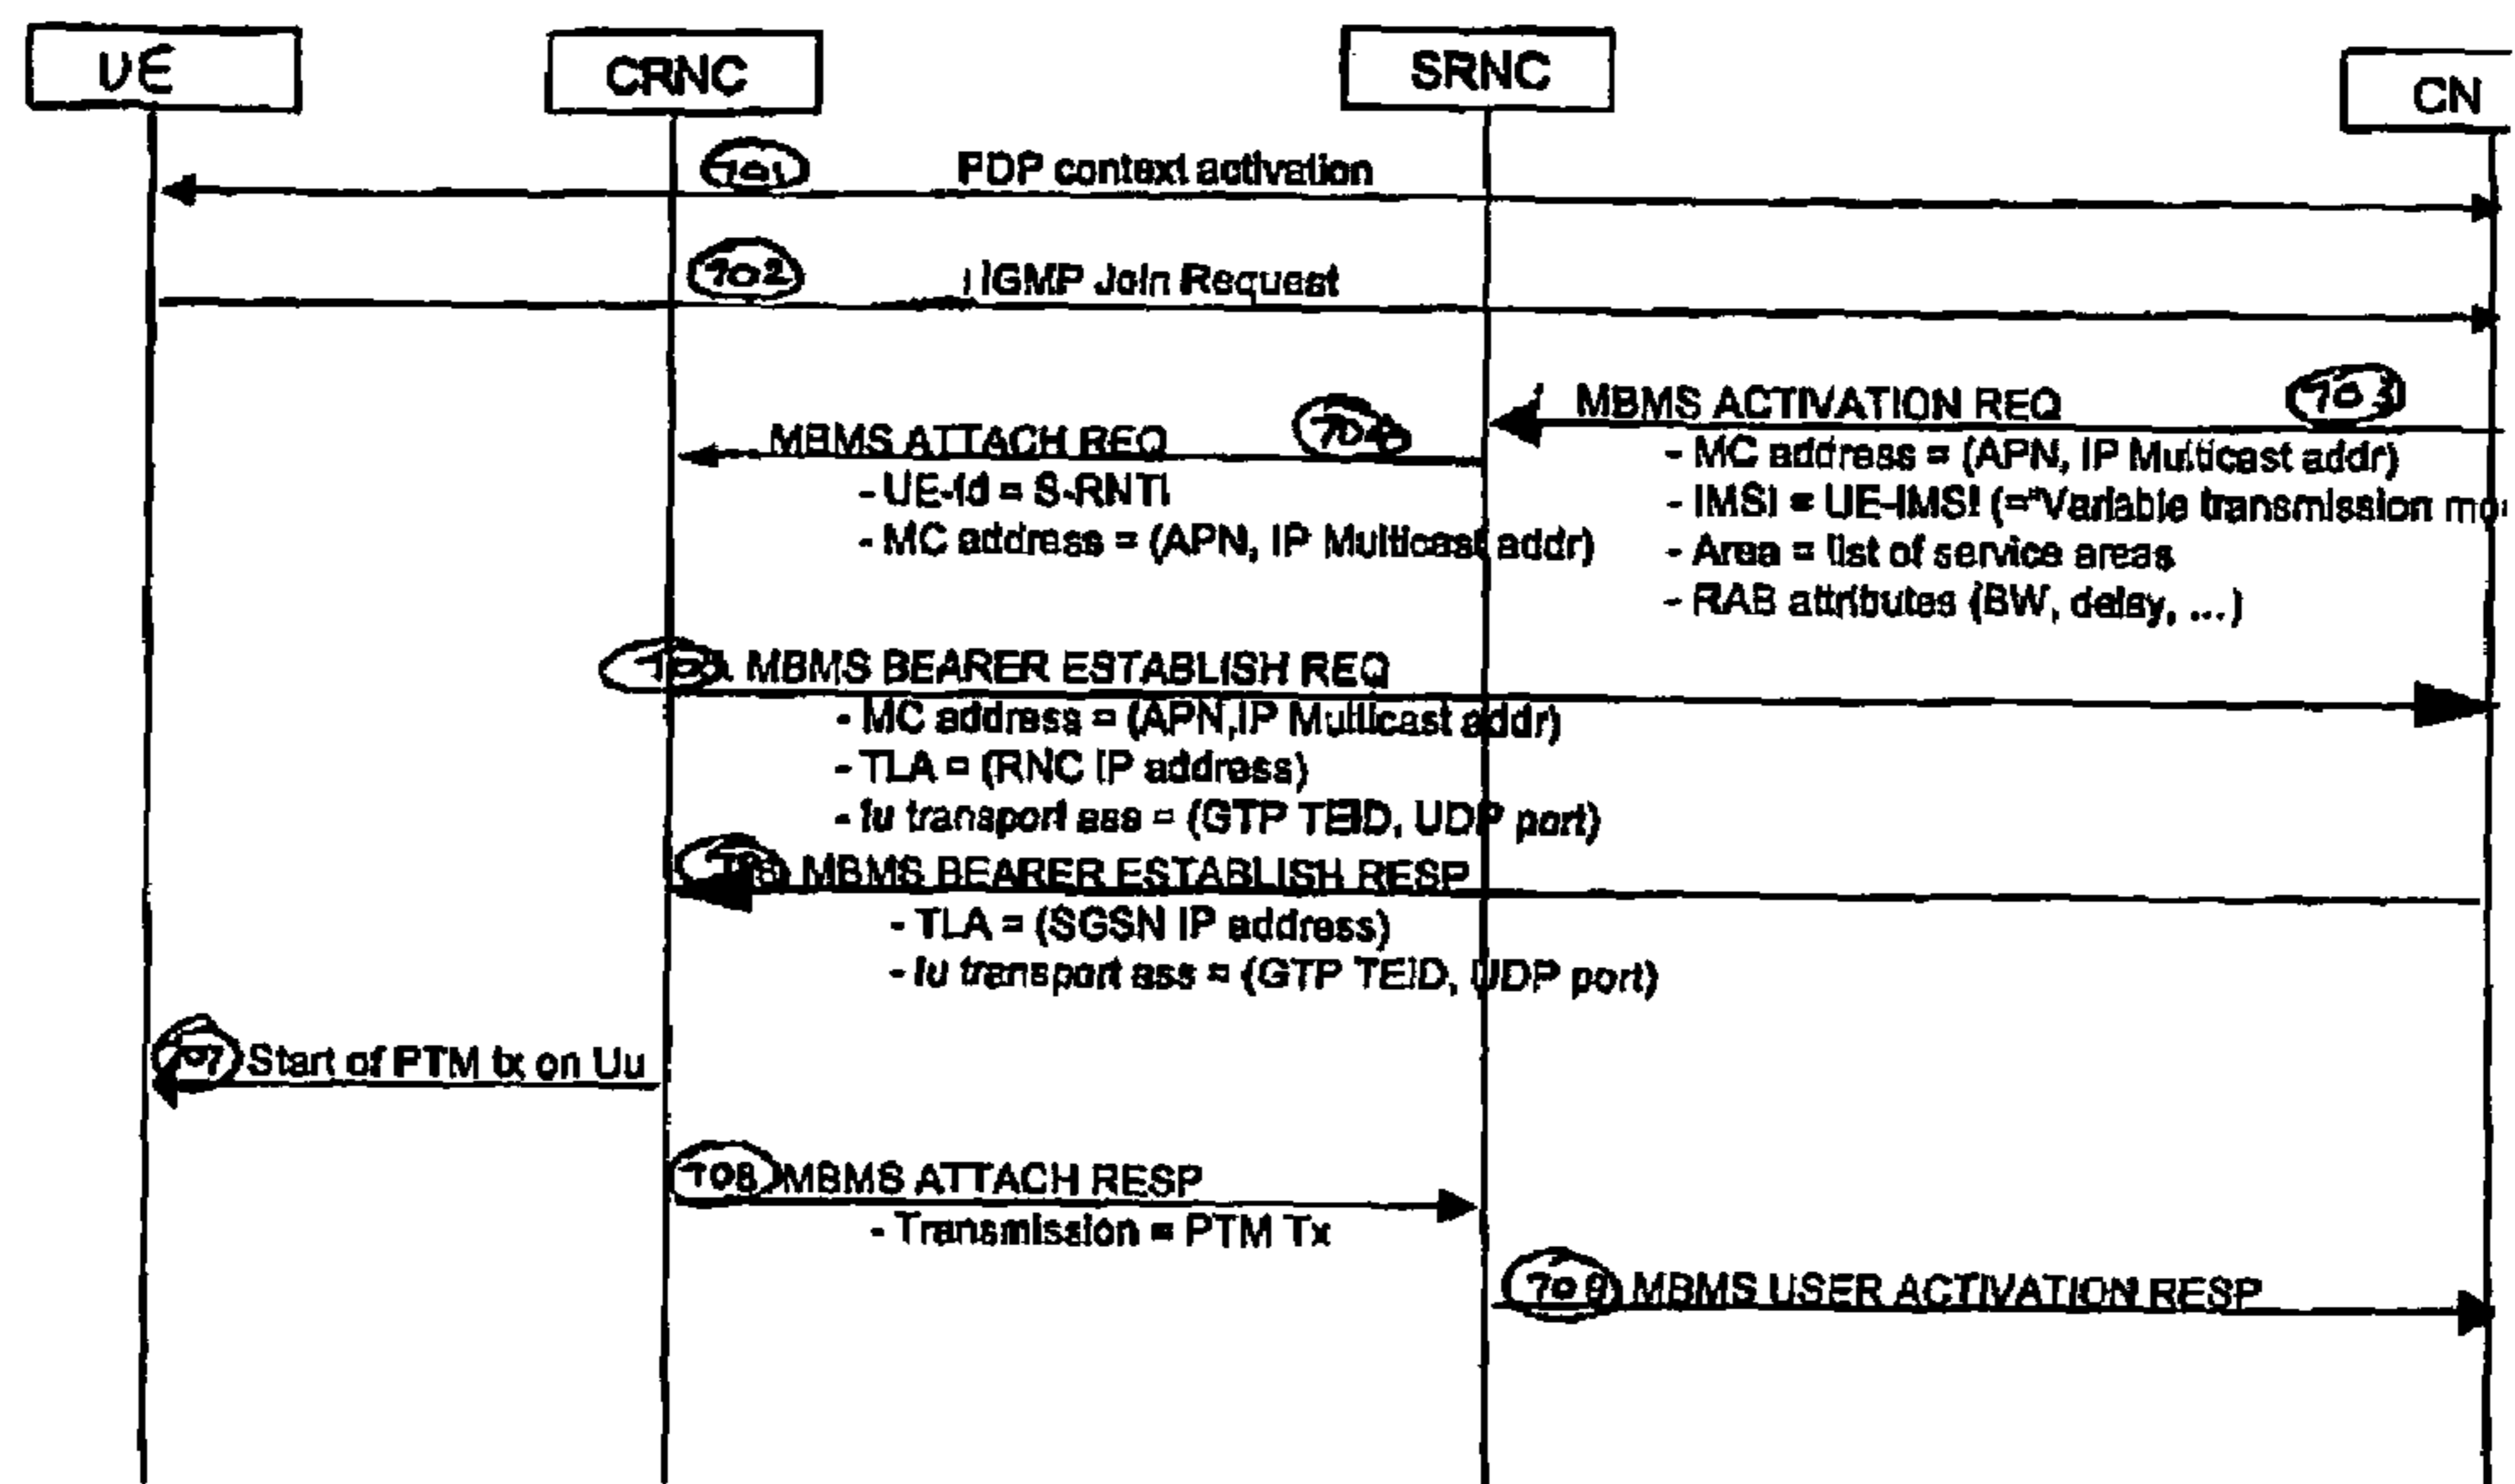 UE
CRNC
SRNC
CN
701
PDP context activation
702
IGMP Join Request
MBMS ACTIVATION REQ
703
- MC address = (APN, IP Multicast addr)
- IMSI = UE-IMSI (="Variable transmission
- Area = list of service areas
- RAB attributes (BW, delay, ...)
MBMS ATTACH REQ
- UE-Id = S-RNTI
- MC address = (APN, IP Multicast addr)
MBMS BEARER ESTABLISH REQ
- MC address = (APN,IP Multicast addr)
- TLA = (RNC IP address)
- Iu transport ass = (GTP TEID, UDP port)
MBMS BEARER ESTABLISH RESP
- TLA = (SGSN IP address)
- Iu transport ass = (GTP TEID, UDP port)
707 Start of PTM tx on Uu
708 MBMS ATTACH RESP
- Transmission = PTM Tx
709 MBMS USER ACTIVATION RESP